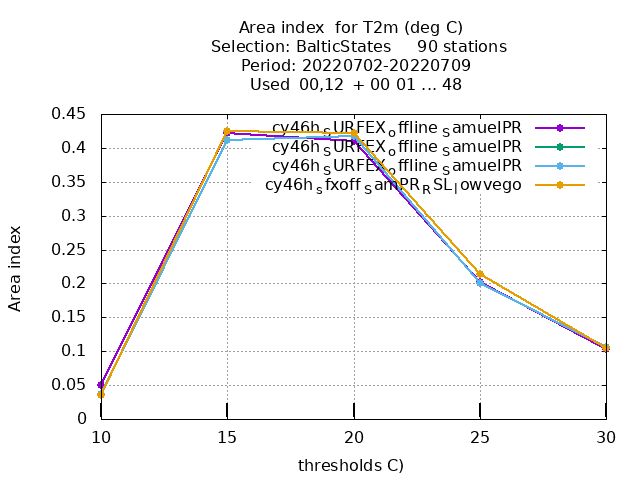 Area index  for T2m (deg C)
Selection: BalticStates     90 stations
Period: 20220702-20220709
Used  00,12  + 00 01 ... 48
0.45
0.4
0.35
0.3
0.25
0.2
0.15
0.1
0.05
0
Area index
cy46h_SURFEX_offline_SamuelPR
cy46h_SURFEX_offline_SamuelPR
cy46h_SURFEX_offline_SamuelPR
cy46h_sfxoff_SamPR_RSL_lowvego
10 15 20 25 30
thresholds C)